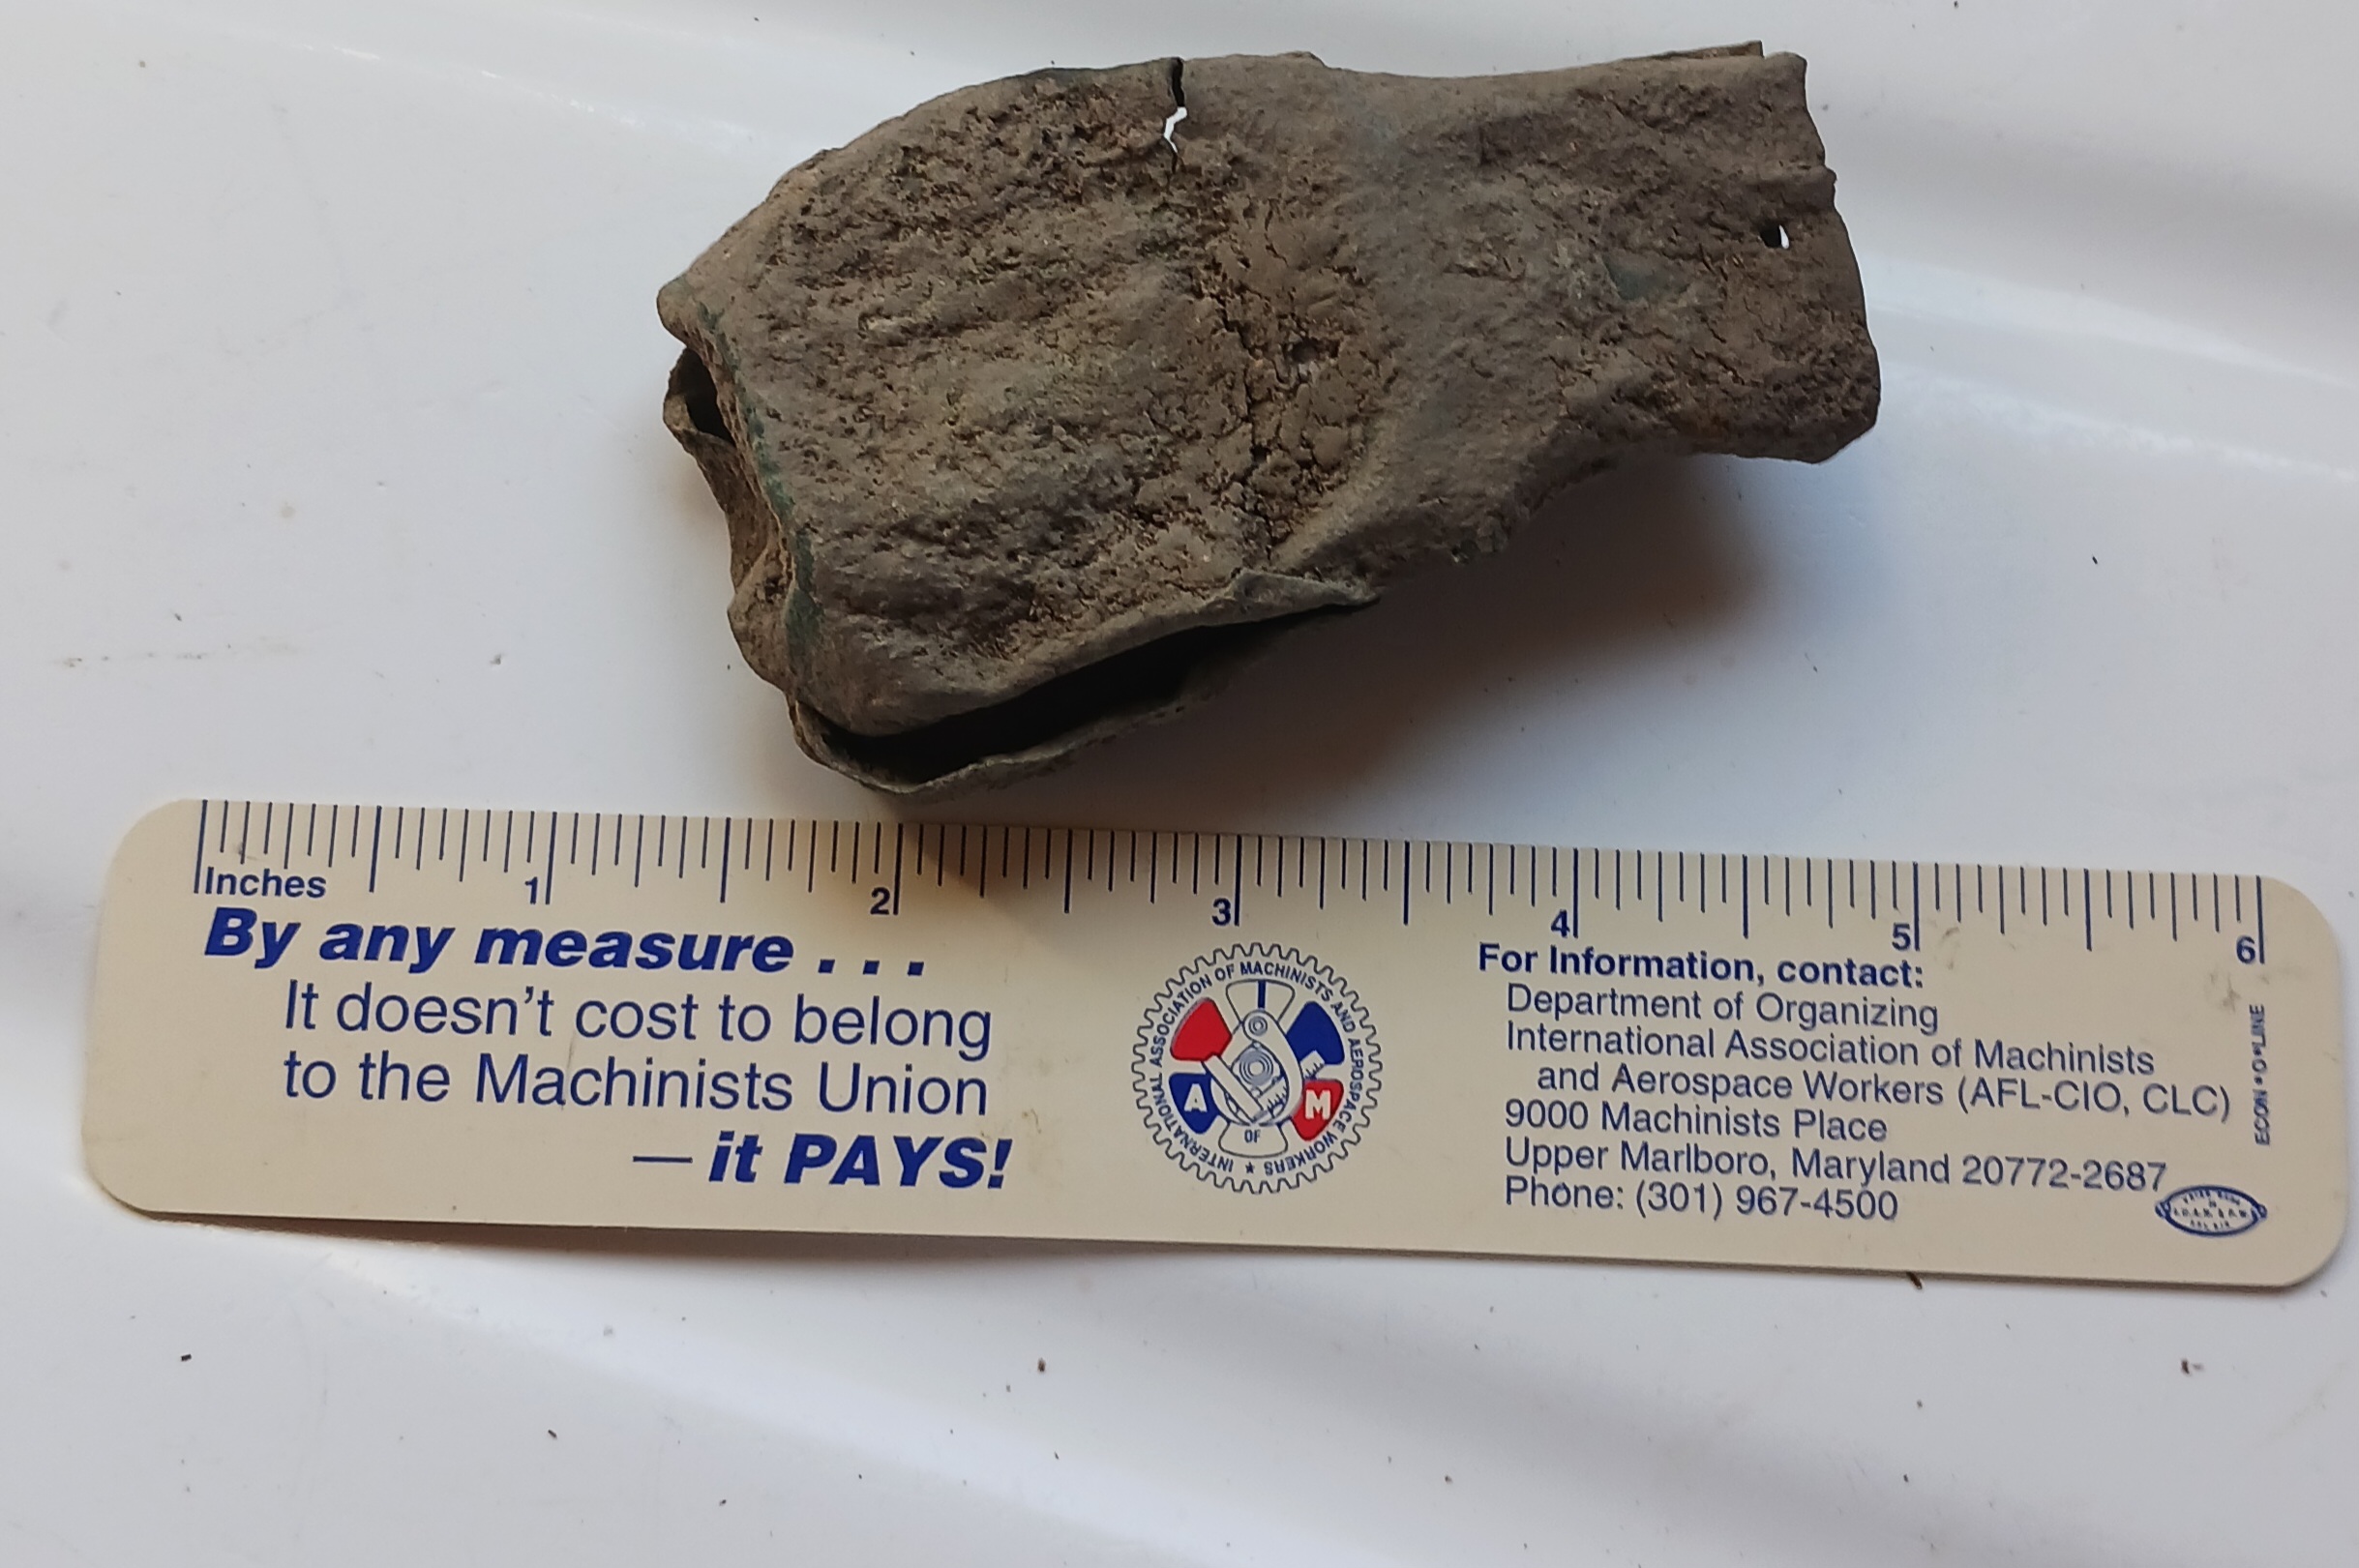 Inches 1 2 3 4 5 6
By any measure . . .
It doesn't cost to belong
to the Machinists Union
— it PAYS!
INTERNATIONAL ASSOCIATION OF MACHINISTS AND AEROSPACE WORKERS ★
A M
OF
For Information, contact:
Department of Organizing
International Association of Machinists
and Aerospace Workers (AFL-CIO, CLC)
9000 Machinists Place
Upper Marlboro, Maryland 20772-2687
Phone: (301) 967-4500
ECON•O•LINE